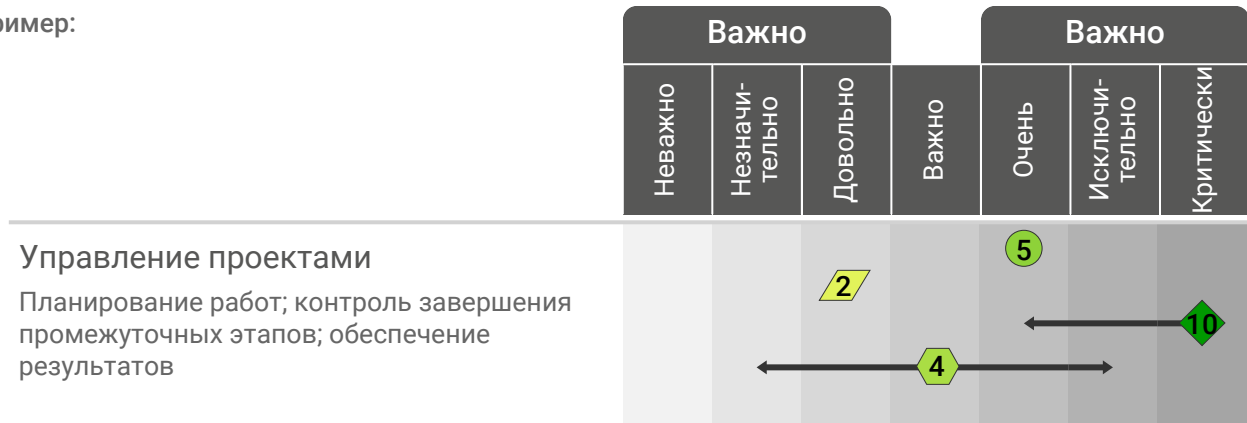 ример:
Важно
Важно
Неважно
Незначи-
тельно
Довольно
Важно
Очень
Исключи-
тельно
Критически
Управление проектами
5
2
Планирование работ; контроль завершения
промежуточных этапов; обеспечение
результатов
10
4